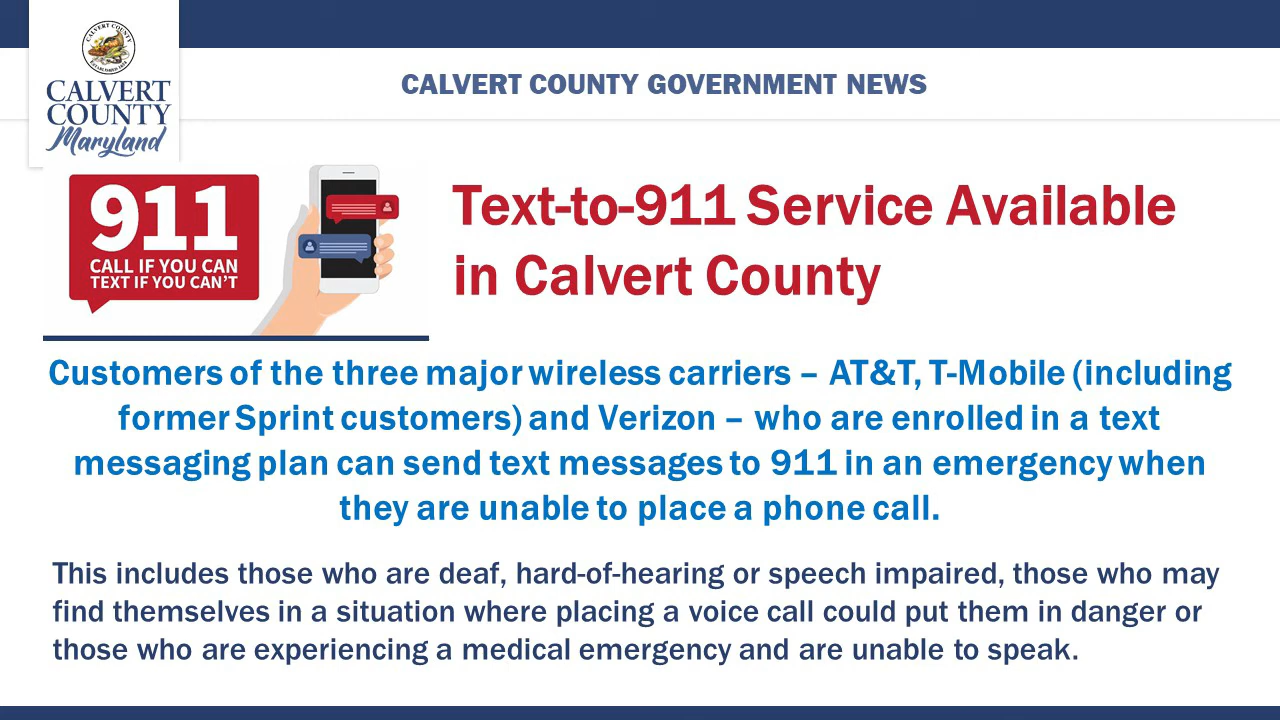 CALVERT COUNTY
CALVERT
COUNTY
Maryland
CALVERT COUNTY GOVERNMENT NEWS
911
CALL IF YOU CAN
TEXT IF YOU CAN'T
Text-to-911 Service Available
in Calvert County
Customers of the three major wireless carriers – AT&T, T-Mobile (including
former Sprint customers) and Verizon – who are enrolled in a text
messaging plan can send text messages to 911 in an emergency when
they are unable to place a phone call.
This includes those who are deaf, hard-of-hearing or speech impaired, those who may
find themselves in a situation where placing a voice call could put them in danger or
those who are experiencing a medical emergency and are unable to speak.